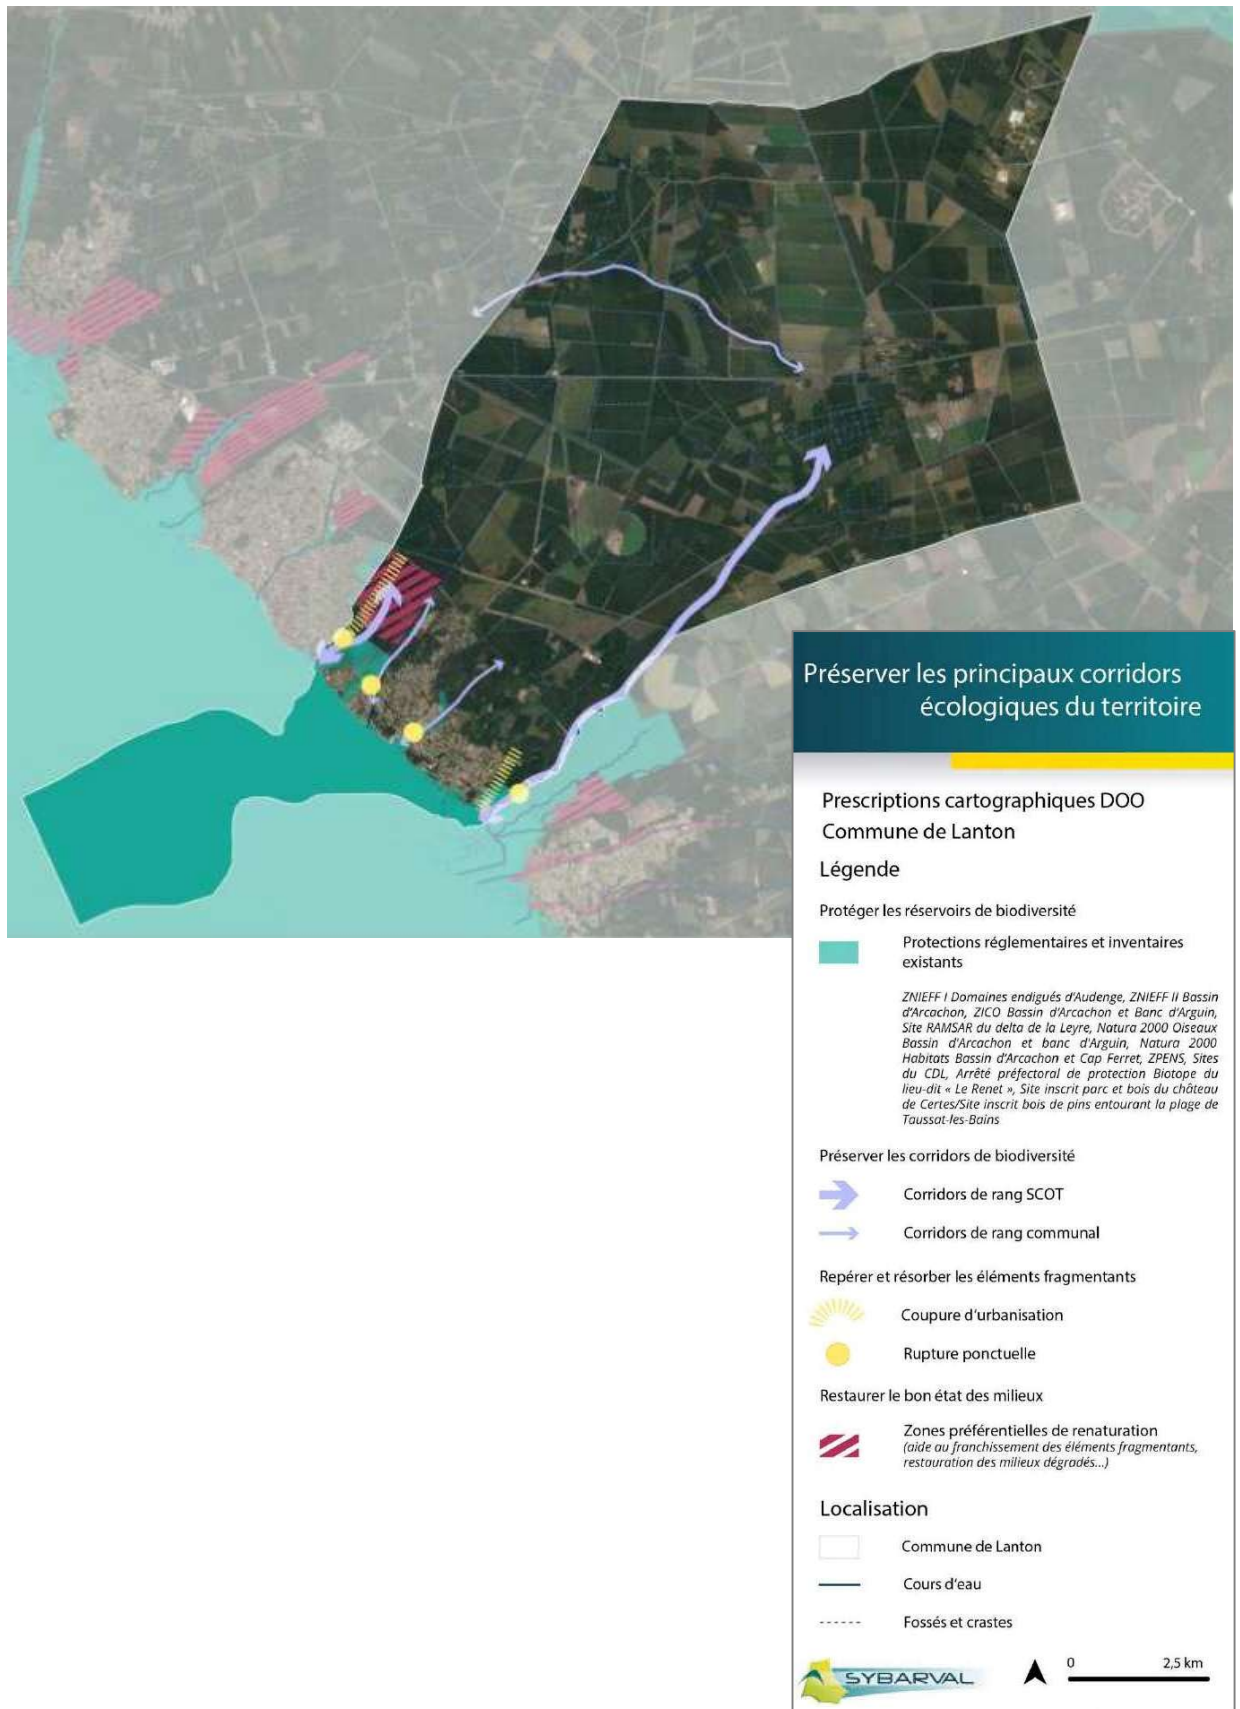 Préserver les principaux corridors
écologiques du territoire
Prescriptions cartographiques DOO
Commune de Lanton
Légende
Protéger les réservoirs de biodiversité
Protections réglementaires et inventaires
existants
ZNIEFF I Domaines endigués d'Audenge, ZNIEFF II Bassin
d'Arcachon, ZICO Bassin d'Arcachon et Banc d'Arguin,
Site RAMSAR du delta de la Leyre, Natura 2000 Oiseaux
Bassin d'Arcachon et banc d'Arguin, Natura 2000
Habitats Bassin d'Arcachon et Cap Ferret, ZPENS, Sites
du CDL, Arrêté préfectoral de protection Biotope du
lieu-dit « Le Renet », Site inscrit parc et bois du château
de Certes/Site inscrit bois de pins entourant la plage de
Taussat-les-Bains
Préserver les corridors de biodiversité
Corridors de rang SCOT
Corridors de rang communal
Repérer et résorber les éléments fragmentants
Coupure d'urbanisation
Rupture ponctuelle
Restaurer le bon état des milieux
Zones préférentielles de renaturation
(aide au franchissement des éléments fragmentants,
restauration des milieux dégradés...)
Localisation
Commune de Lanton
Cours d'eau
Fossés et crastes
SYBARVAL
0 2,5 km